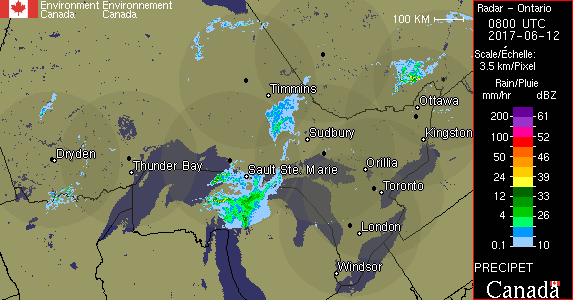 Environment Environnement
Canada Canada
100 KM
Timmins
Ottawa
Sudbury
Kingston
Dryden
Thunder Bay
Sault Ste. Marie
Orillia
Toronto
London
Windsor
Radar - Ontario
0800 UTC
2017-06-12
Scale/Échelle:
3.5 km/Pixel
Rain/Pluie
mm/hr dBZ
200 61
100 52
50 46
24 39
12 33
4 26
0.1 10
PRECIPET
Canada